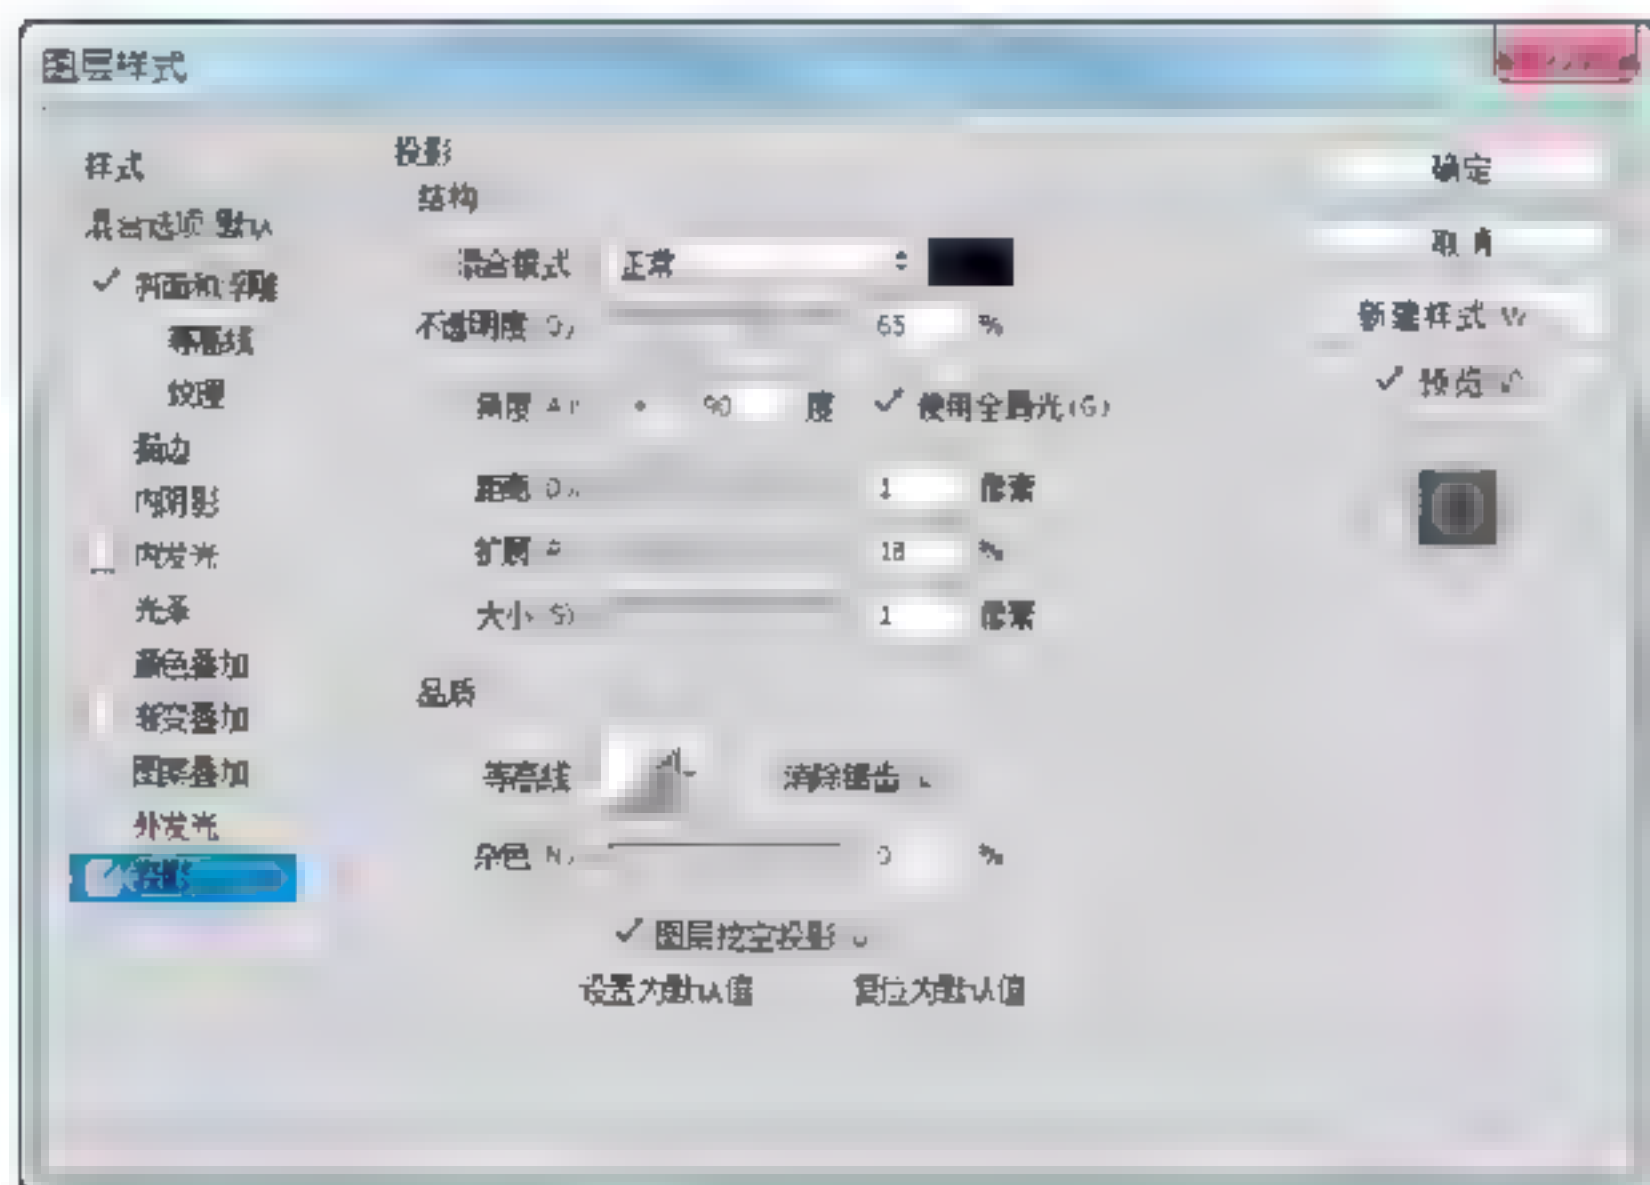 图层样式
样式
混合选项 默认
斜面和浮雕
等高线
纹理
描边
内阴影
内发光
光泽
颜色叠加
渐变叠加
图案叠加
外发光
投影
投影
结构
混合模式 正常
不透明度 65 %
角度 90 度 使用全局光(G)
距离 1 像素
扩展 18 %
大小 1 像素
品质
等高线 消除锯齿
杂色 0 %
图层挖空投影
设置为默认值 复位为默认值
确定
取消
新建样式
预览